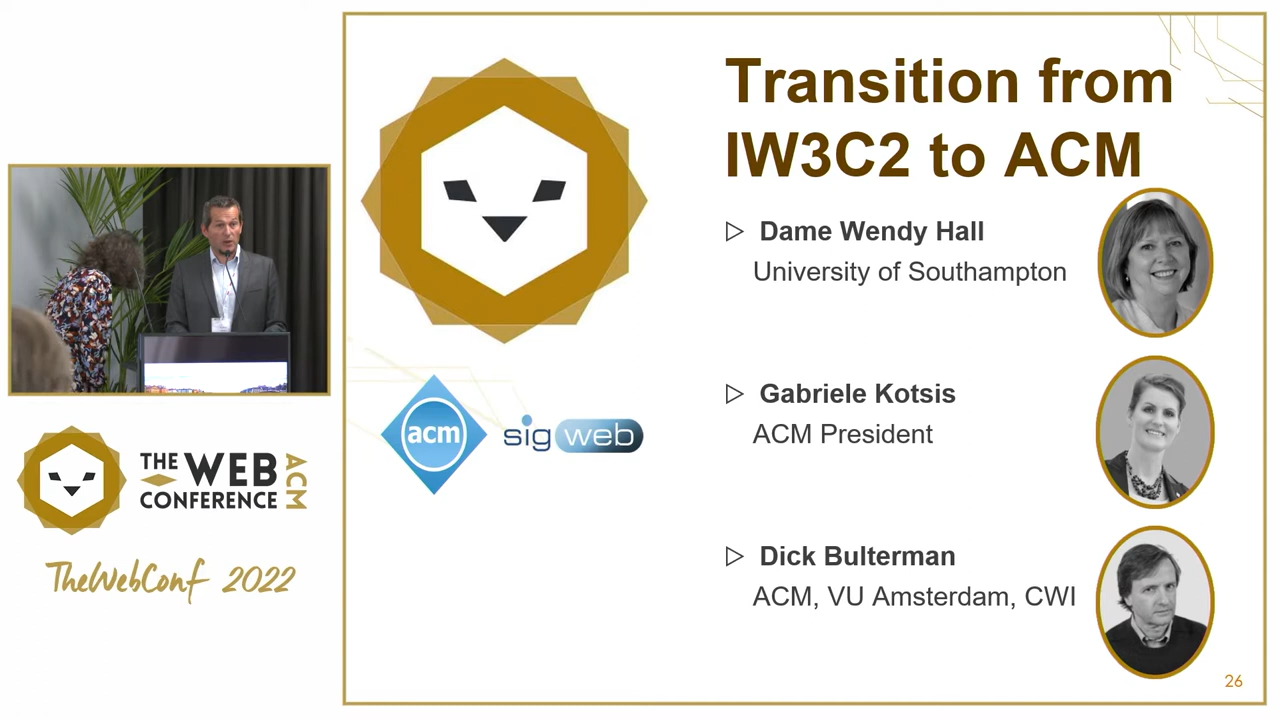 Transition from
IW3C2 to ACM
Dame Wendy Hall
University of Southampton
Gabriele Kotsis
ACM President
Dick Bulterman
ACM, VU Amsterdam, CWI
acm
sig web
THE WEB
CONFERENCE
ACM
TheWebConf 2022
26